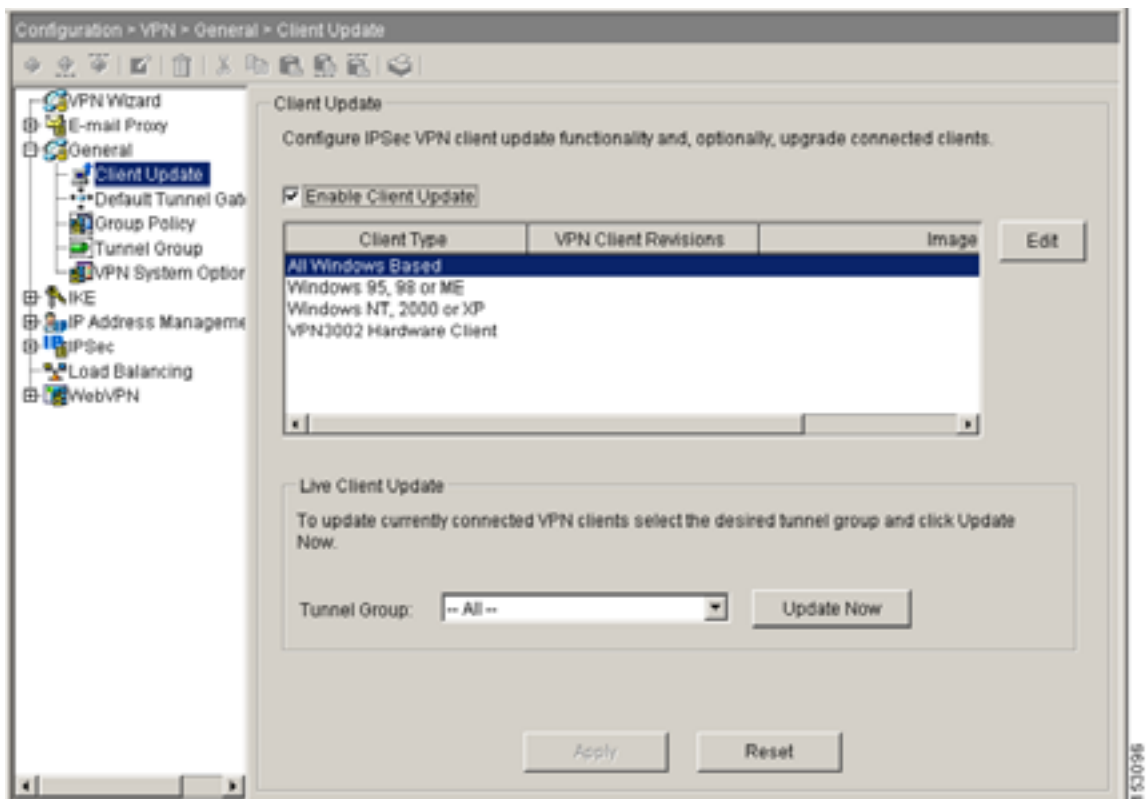 Configuration > VPN > General > Client Update
VPN Wizard
E-mail Proxy
General
Client Update
Default Tunnel Gat
Group Policy
Tunnel Group
VPN System Option
IKE
IP Address Manageme
IPSec
Load Balancing
WebVPN
Client Update
Configure IPSec VPN client update functionality and, optionally, upgrade connected clients.
Enable Client Update
Client Type VPN Client Revisions Image
All Windows Based
Windows 95, 98 or ME
Windows NT, 2000 or XP
VPN3002 Hardware Client
Edit
Live Client Update
To update currently connected VPN clients select the desired tunnel group and click Update
Now.
Tunnel Group: -- All -- Update Now
Apply Reset
153096